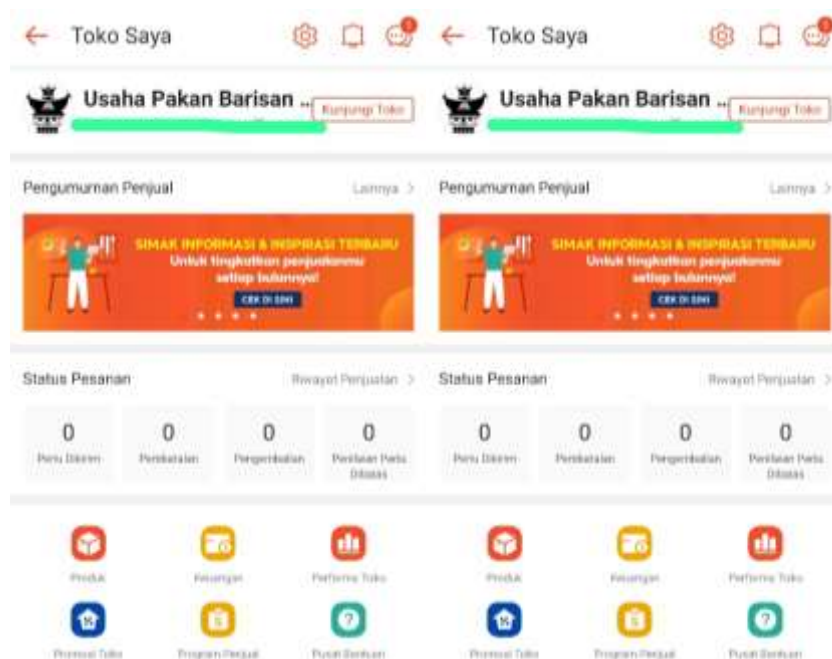 Toko Saya
Usaha Pakan Barisan ..
Kunjungi Toko
Pengumuman Penjual
Lainnya
SIMAK INFORMASI & INSPIRASI TERBARU
Untuk tingkatkan penjualanmu
setiap bulannya!
CEK DI SINI
Status Pesanan
Riwayat Penjualan
0
0
0
0
Perlu Dikirim
Pembatalan
Pengembalian
Penilaian Perlu
Dibalas
Produk
Keuangan
Performa Toko
Promosi Toko
Program Penjual
Pusat Bantuan
Toko Saya
Usaha Pakan Barisan ..
Kunjungi Toko
Pengumuman Penjual
Lainnya
SIMAK INFORMASI & INSPIRASI TERBARU
Untuk tingkatkan penjualanmu
setiap bulannya!
CEK DI SINI
Status Pesanan
Riwayat Penjualan
0
0
0
0
Perlu Dikirim
Pembatalan
Pengembalian
Penilaian Perlu
Dibalas
Produk
Keuangan
Performa Toko
Promosi Toko
Program Penjual
Pusat Bantuan